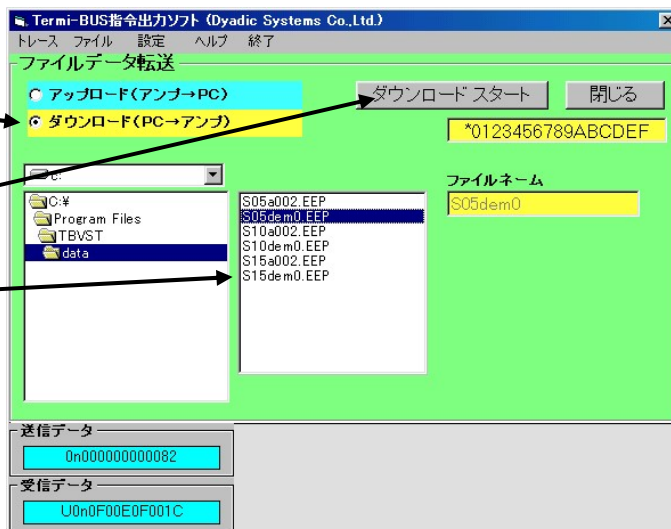 Termi-BUS指令出力ソフト (Dyadic Systems Co.,Ltd.)
トレース ファイル 設定 ヘルプ 終了
ファイルデータ転送
アップロード(アンプ→PC)
ダウンロード スタート
閉じる
ダウンロード(PC→アンプ)
*0123456789ABCDEF
c:
ファイルネーム
S05dem0
C:¥
Program Files
TBVST
data
S05a002.EEP
S05dem0.EEP
S10a002.EEP
S10dem0.EEP
S15a002.EEP
S15dem0.EEP
送信データ
0n000000000082
受信データ
U0n0F00E0F001C